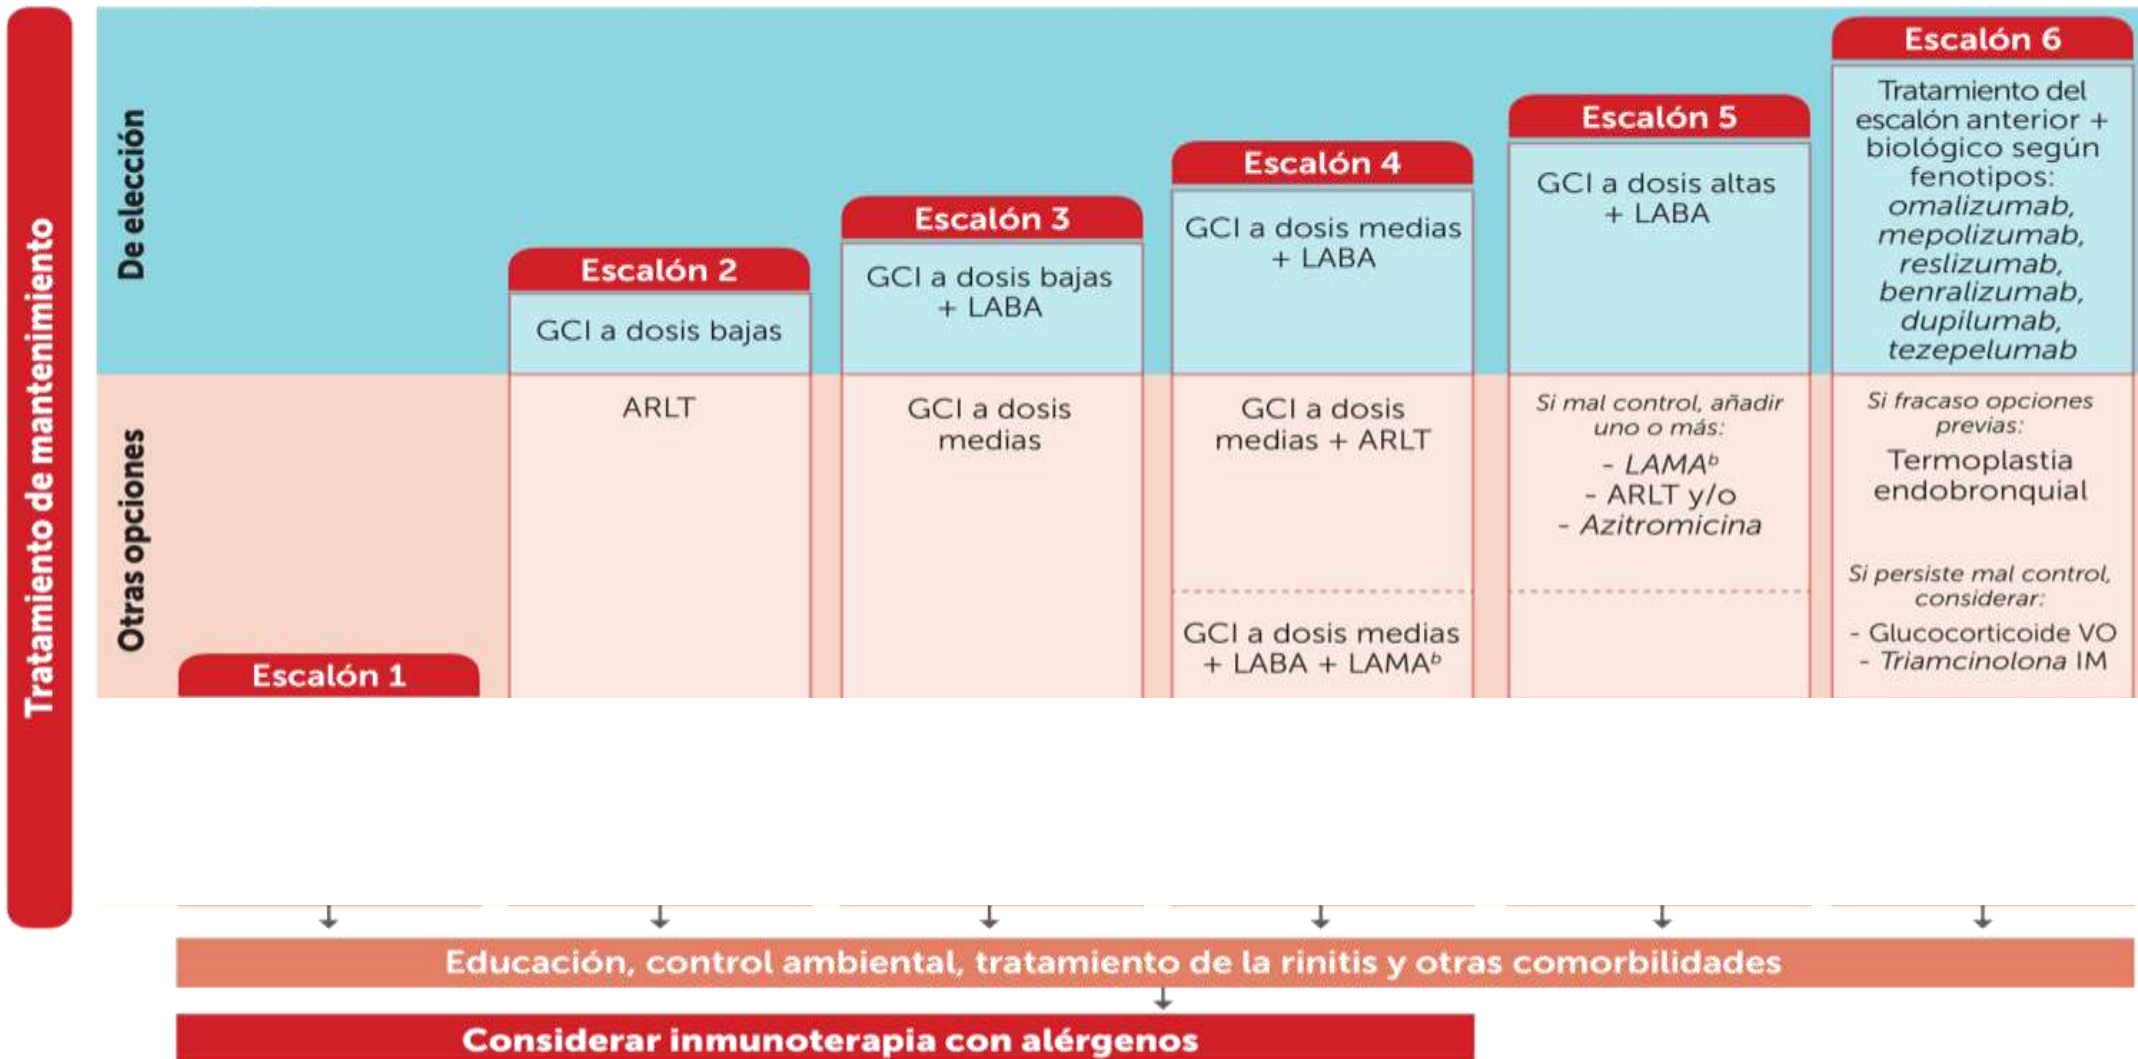 Tratamiento de mantenimiento
De elección
Otras opciones
Escalón 1
Escalón 2
GCI a dosis bajas
ARLT
Escalón 3
GCI a dosis bajas
+ LABA
GCI a dosis
medias
Escalón 4
GCI a dosis medias
+ LABA
GCI a dosis
medias + ARLT
GCI a dosis medias
+ LABA + LAMAᵇ
Escalón 5
GCI a dosis altas
+ LABA
Si mal control, añadir
uno o más:
- LAMAᵇ
- ARLT y/o
- Azitromicina
Escalón 6
Tratamiento del
escalón anterior +
biológico según
fenotipos:
omalizumab,
mepolizumab,
reslizumab,
benralizumab,
dupilumab,
tezepelumab
Si fracaso opciones
previas:
Termoplastia
endobronquial
Si persiste mal control,
considerar:
- Glucocorticoide VO
- Triamcinolona IM
Educación, control ambiental, tratamiento de la rinitis y otras comorbilidades
Considerar inmunoterapia con alérgenos